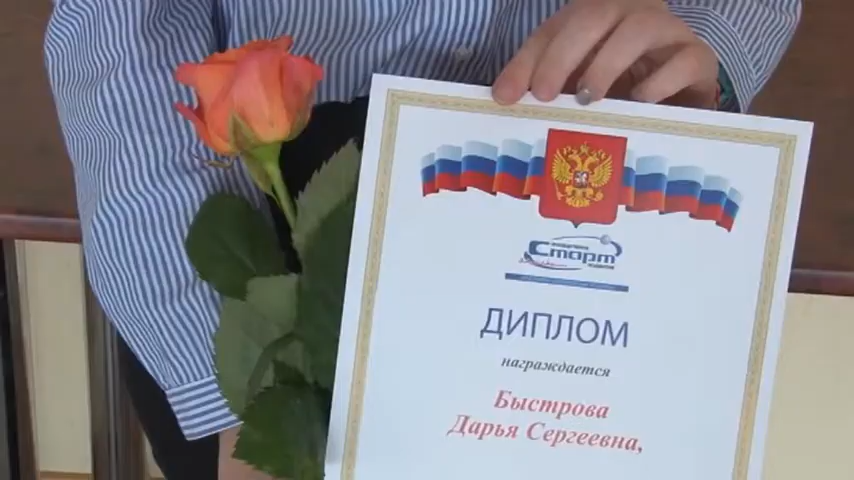 Старт
ДИПЛОМ
награждается
Быстрова
Дарья Сергеевна,